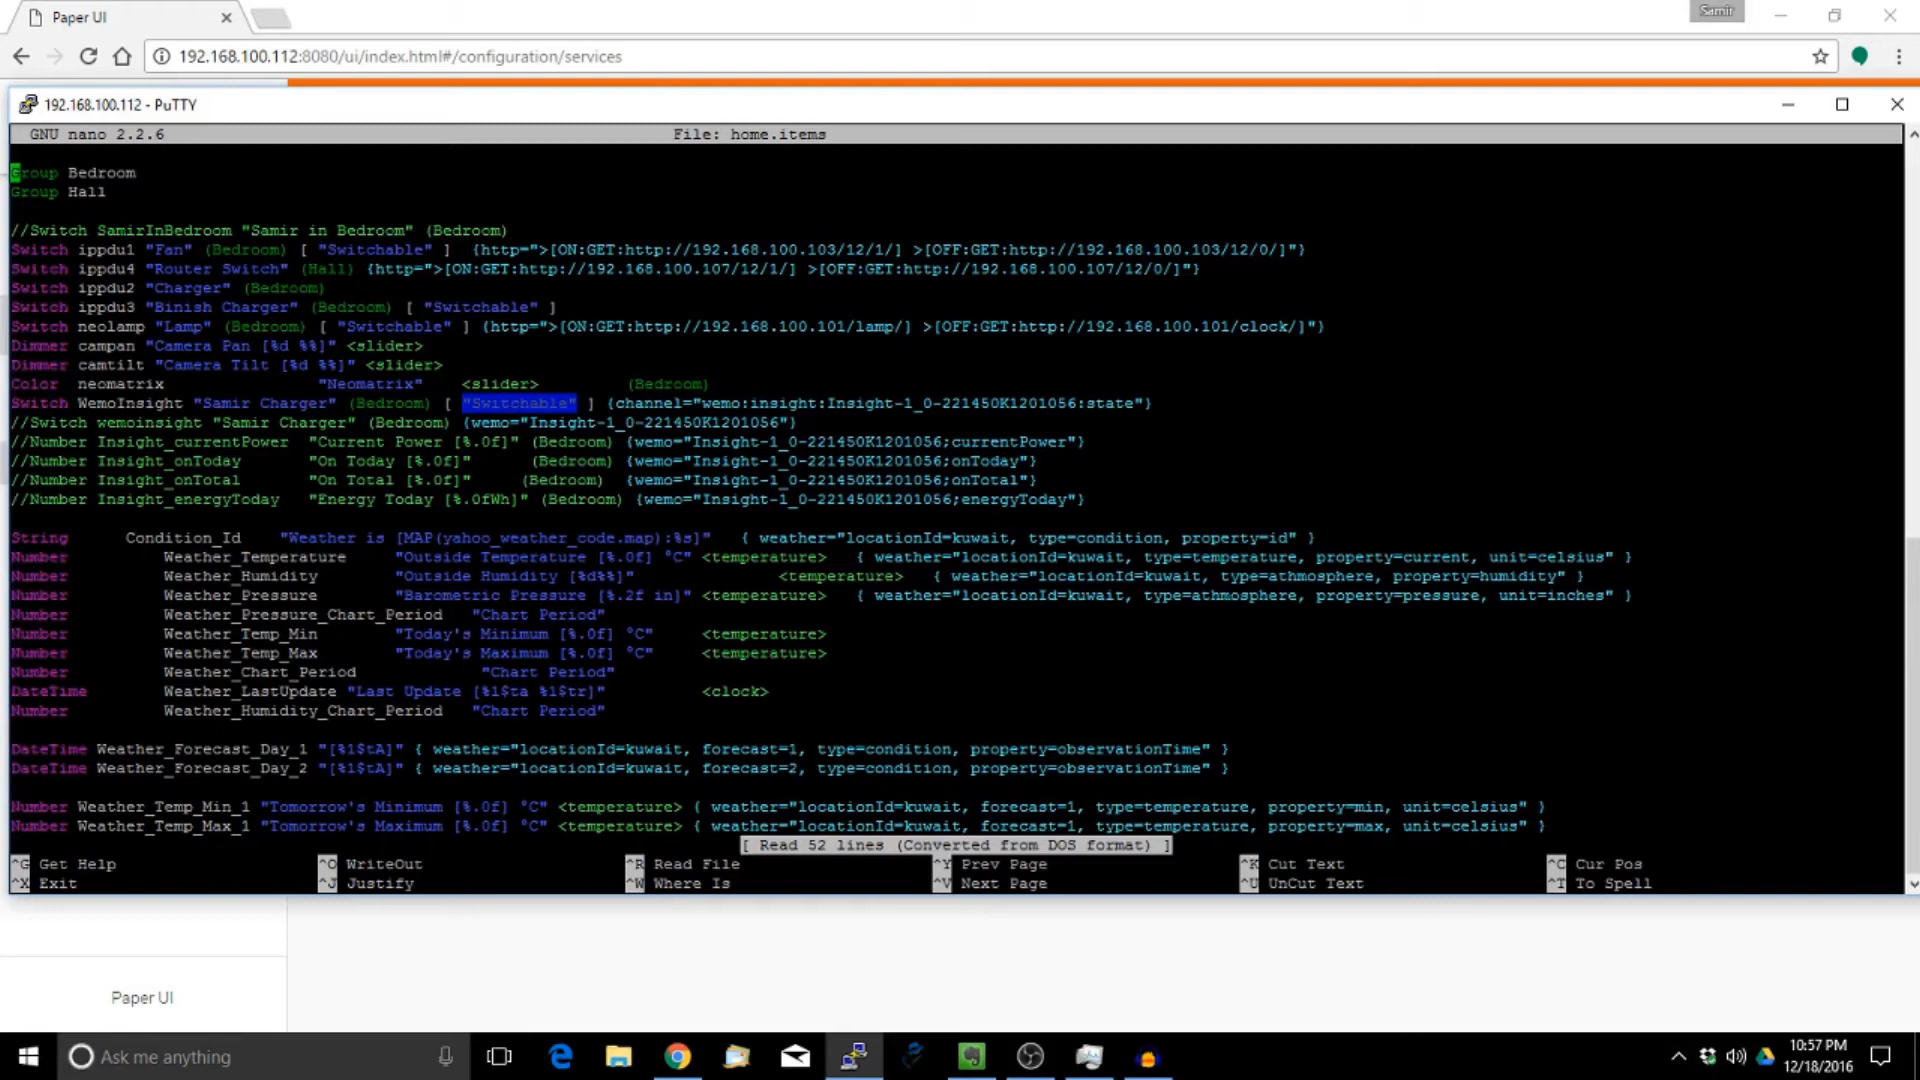 Paper UI
Samir
192.168.100.112:8080/ui/index.html#/configuration/services
192.168.100.112 - PuTTY
GNU nano 2.2.6 File: home.items
Group Bedroom
Group Hall
//Switch SamirInBedroom "Samir in Bedroom" (Bedroom)
Switch ippdu1 "Fan" (Bedroom) [ "Switchable" ] {http=">[ON:GET:http://192.168.100.103/12/1/] >[OFF:GET:http://192.168.100.103/12/0/]"}
Switch ippdu4 "Router Switch" (Hall) {http=">[ON:GET:http://192.168.100.107/12/1/] >[OFF:GET:http://192.168.100.107/12/0/]"}
Switch ippdu2 "Charger" (Bedroom)
Switch ippdu3 "Binish Charger" (Bedroom) [ "Switchable" ]
Switch neolamp "Lamp" (Bedroom) [ "Switchable" ] {http=">[ON:GET:http://192.168.100.101/lamp/] >[OFF:GET:http://192.168.100.101/clock/]"}
Dimmer campan "Camera Pan [%d %%]" <slider>
Dimmer camtilt "Camera Tilt [%d %%]" <slider>
Color neomatrix "Neomatrix" <slider> (Bedroom)
Switch WemoInsight "Samir Charger" (Bedroom) [ "Switchable" ] {channel="wemo:insight:Insight-1_0-221450K1201056:state"}
//Switch wemoinsight "Samir Charger" (Bedroom) {wemo="Insight-1_0-221450K1201056"}
//Number Insight_currentPower "Current Power [%.0f]" (Bedroom) {wemo="Insight-1_0-221450K1201056;currentPower"}
//Number Insight_onToday "On Today [%.0f]" (Bedroom) {wemo="Insight-1_0-221450K1201056;onToday"}
//Number Insight_onTotal "On Total [%.0f]" (Bedroom) {wemo="Insight-1_0-221450K1201056;onTotal"}
//Number Insight_energyToday "Energy Today [%.0fWh]" (Bedroom) {wemo="Insight-1_0-221450K1201056;energyToday"}
String Condition_Id "Weather is [MAP(yahoo_weather_code.map):%s]" { weather="locationId=kuwait, type=condition, property=id" }
Number Weather_Temperature "Outside Temperature [%.0f] °C" <temperature> { weather="locationId=kuwait, type=temperature, property=current, unit=celsius" }
Number Weather_Humidity "Outside Humidity [%d%%]" <temperature> { weather="locationId=kuwait, type=athmosphere, property=humidity" }
Number Weather_Pressure "Barometric Pressure [%.2f in]" <temperature> { weather="locationId=kuwait, type=athmosphere, property=pressure, unit=inches" }
Number Weather_Pressure_Chart_Period "Chart Period"
Number Weather_Temp_Min "Today's Minimum [%.0f] °C" <temperature>
Number Weather_Temp_Max "Today's Maximum [%.0f] °C" <temperature>
Number Weather_Chart_Period "Chart Period"
DateTime Weather_LastUpdate "Last Update [%1$ta %1$tr]" <clock>
Number Weather_Humidity_Chart_Period "Chart Period"
DateTime Weather_Forecast_Day_1 "[%1$tA]" { weather="locationId=kuwait, forecast=1, type=condition, property=observationTime" }
DateTime Weather_Forecast_Day_2 "[%1$tA]" { weather="locationId=kuwait, forecast=2, type=condition, property=observationTime" }
Number Weather_Temp_Min_1 "Tomorrow's Minimum [%.0f] °C" <temperature> { weather="locationId=kuwait, forecast=1, type=temperature, property=min, unit=celsius" }
Number Weather_Temp_Max_1 "Tomorrow's Maximum [%.0f] °C" <temperature> { weather="locationId=kuwait, forecast=1, type=temperature, property=max, unit=celsius" }
[ Read 52 lines (Converted from DOS format) ]
^G Get Help ^O WriteOut ^R Read File ^Y Prev Page ^K Cut Text ^C Cur Pos
^X Exit ^J Justify ^W Where Is ^V Next Page ^U UnCut Text ^T To Spell
Paper UI
Ask me anything
10:57 PM
12/18/2016